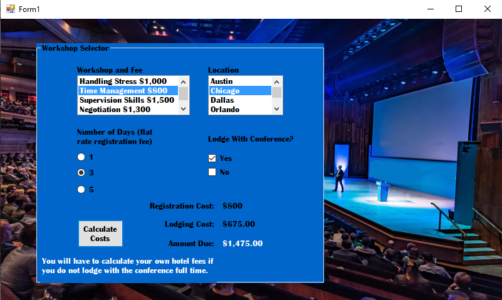 Form1
Workshop Selector
Workshop and Fee
Location
Handling Stress $1,000
Time Management $800
Supervision Skills $1,500
Negotiation $1,300
Austin
Chicago
Dallas
Orlando
Number of Days (flat
rate registration fee)
1
3
5
Lodge With Conference?
Yes
No
Registration Cost: $800
Lodging Cost: $675.00
Amount Due: $1,475.00
Calculate
Costs
You will have to calculate your own hotel fees if
you do not lodge with the conference full time.